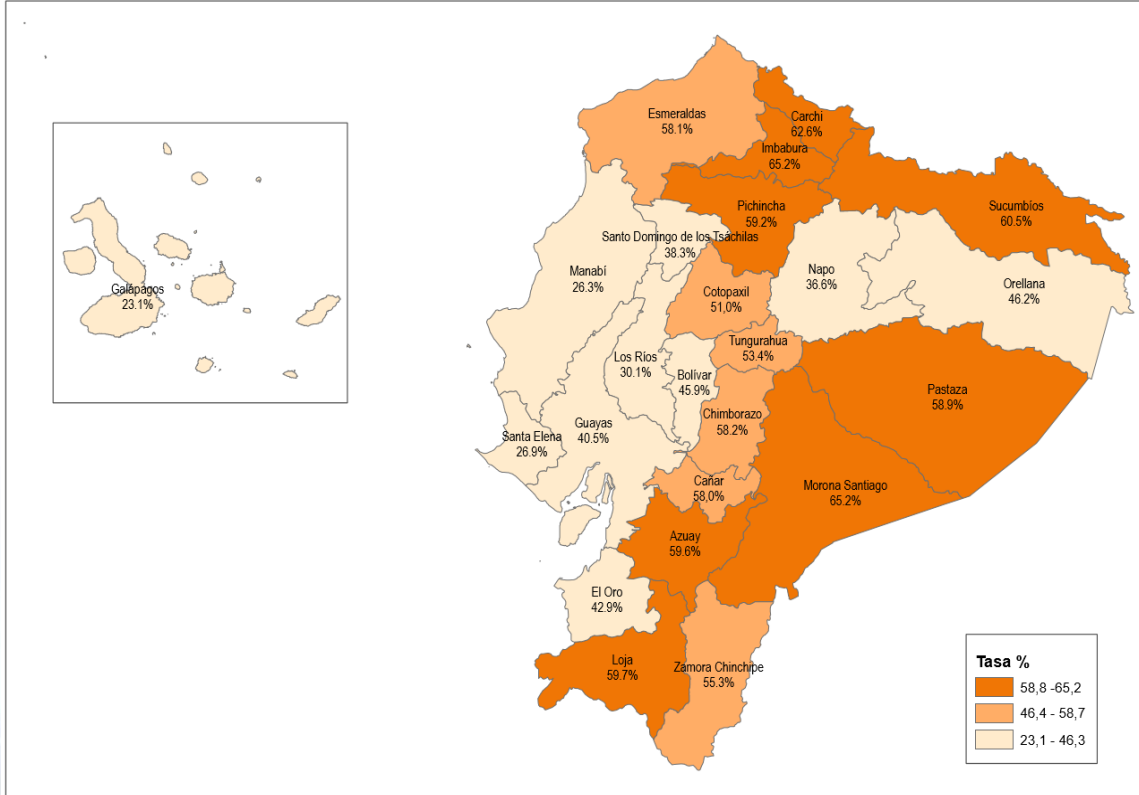 Esmeraldas
58.1%
Carchi
62.6%
Imbabura
65.2%
Pichincha
59.2%
Sucumbíos
60.5%
Santo Domingo de los Tsáchilas
38.3%
Manabí
26.3%
Napo
36.6%
Orellana
46.2%
Galápagos
23.1%
Cotopaxil
51,0%
Tungurahua
53.4%
Los Ríos
30.1%
Bolívar
45.9%
Pastaza
58.9%
Chimborazo
58.2%
Guayas
40.5%
Santa Elena
26.9%
Cañar
58,0%
Morona Santiago
65.2%
Azuay
59.6%
El Oro
42.9%
Loja
59.7%
Zamora Chinchipe
55.3%
Tasa %
58,8 -65,2
46,4 - 58,7
23,1 - 46,3